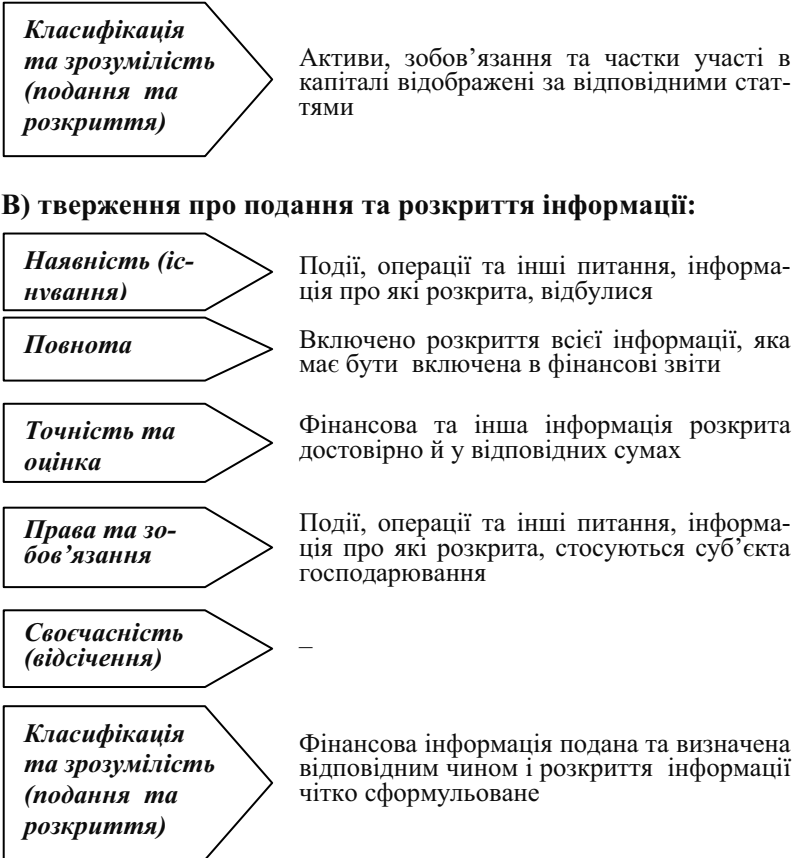 Класифікація
та зрозумілість
(подання та
розкриття)
Активи, зобов’язання та частки участі в
капіталі відображені за відповідними стат-
тями
В) тверження про подання та розкриття інформації:
Наявність (іс-
нування)
Події, операції та інші питання, інформа-
ція про які розкрита, відбулися
Повнота
Включено розкриття всієї інформації, яка
має бути включена в фінансові звіти
Точність та
оцінка
Фінансова та інша інформація розкрита
достовірно й у відповідних сумах
Права та зо-
бов’язання
Події, операції та інші питання, інформа-
ція про які розкрита, стосуються суб’єкта
господарювання
Своєчасність
(відсічення)
–
Класифікація
та зрозумілість
(подання та
розкриття)
Фінансова інформація подана та визначена
відповідним чином і розкриття інформації
чітко сформульоване